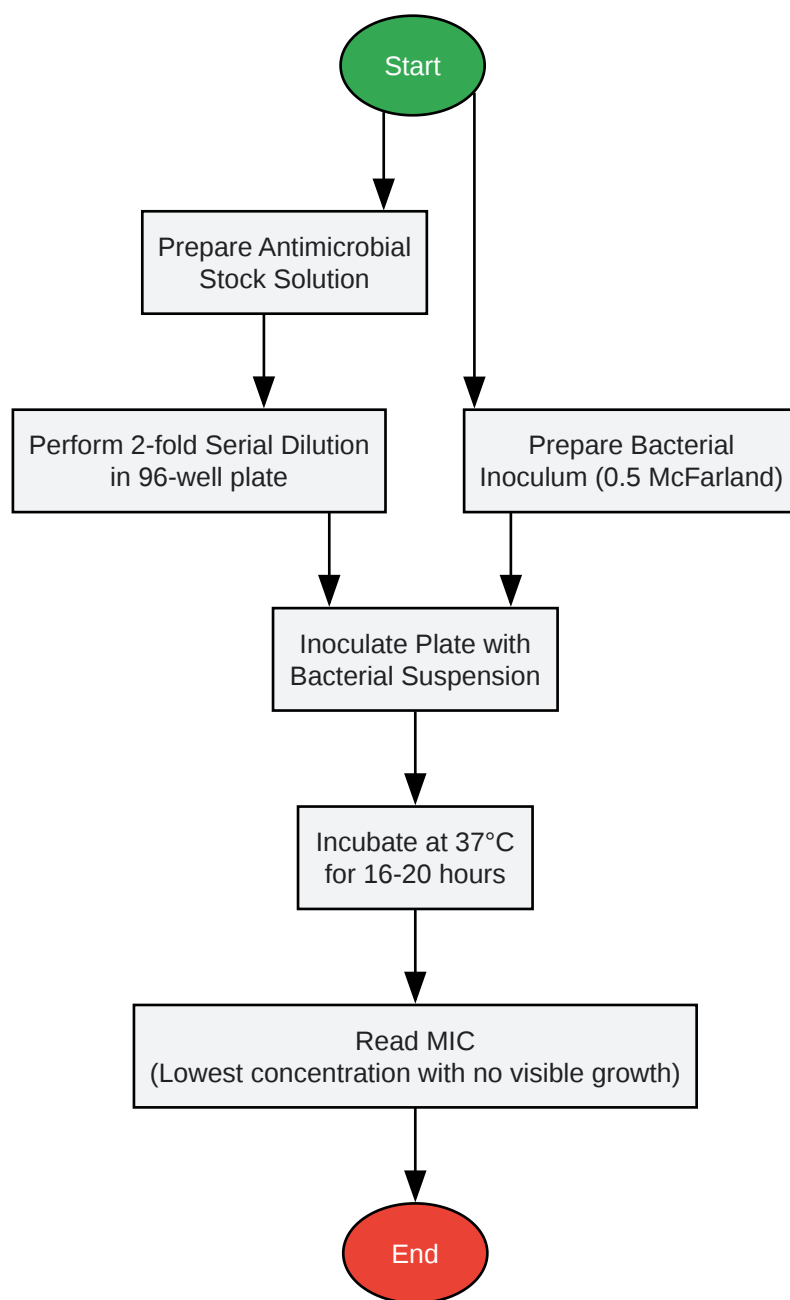 Start
Prepare Antimicrobial
Stock Solution
Perform 2-fold Serial Dilution
in 96-well plate
Prepare Bacterial
Inoculum (0.5 McFarland)
Inoculate Plate with
Bacterial Suspension
Incubate at 37°C
for 16-20 hours
Read MIC
(Lowest concentration with no visible growth)
End